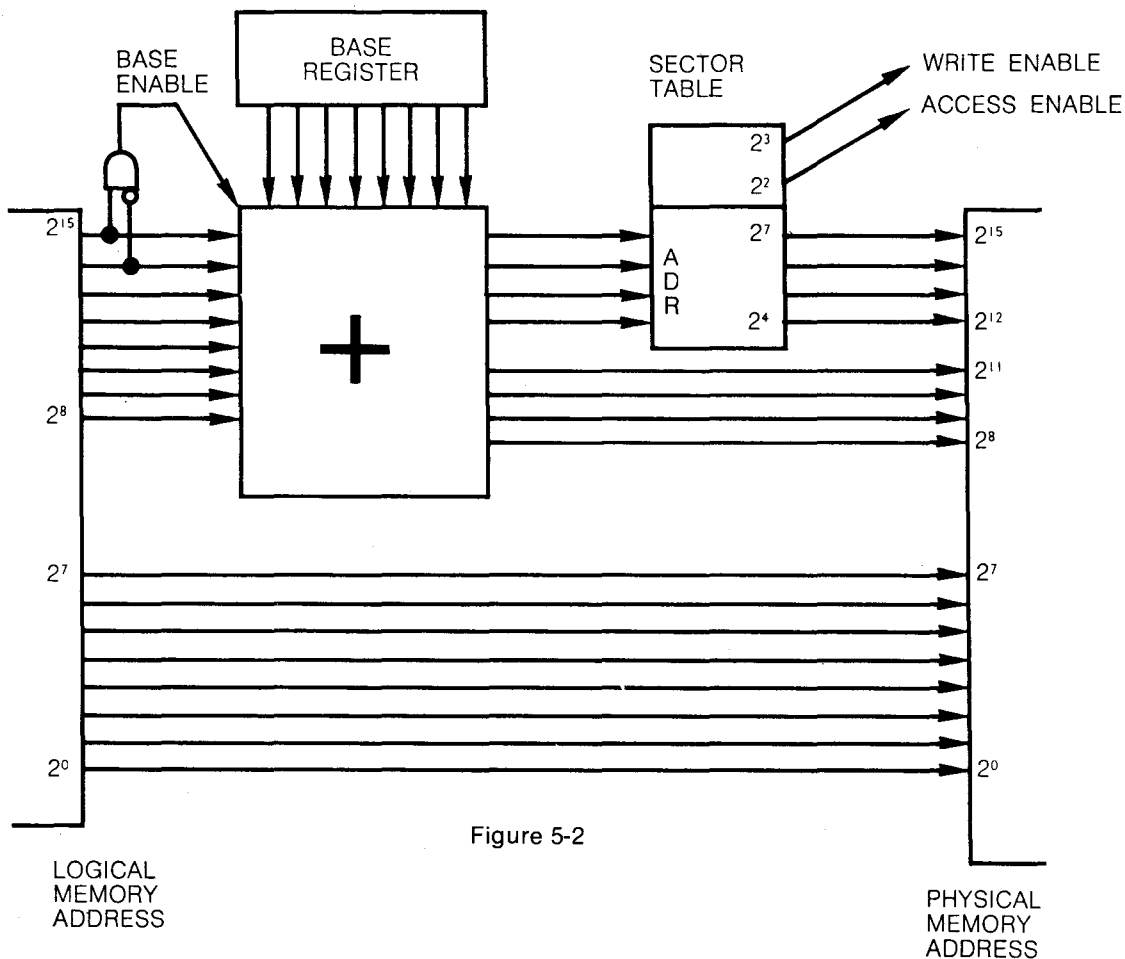 BASE
REGISTER
BASE
ENABLE
SECTOR
TABLE
WRITE ENABLE
ACCESS ENABLE
2³
2²
2¹⁵
2⁸
+
A
D
R
2⁷
2⁴
2¹⁵
2¹²
2¹¹
2⁸
2⁷
2⁰
2⁷
2⁰
Figure 5-2
LOGICAL
MEMORY
ADDRESS
PHYSICAL
MEMORY
ADDRESS